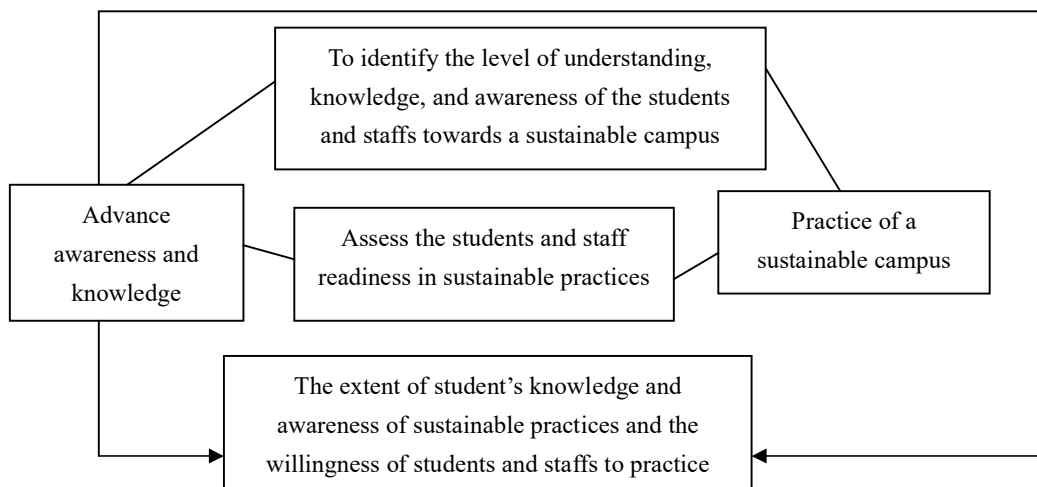 To identify the level of understanding,
knowledge, and awareness of the students
and staffs towards a sustainable campus
Advance
awareness and
knowledge
Assess the students and staff
readiness in sustainable practices
Practice of a
sustainable campus
The extent of student’s knowledge and
awareness of sustainable practices and the
willingness of students and staffs to practice